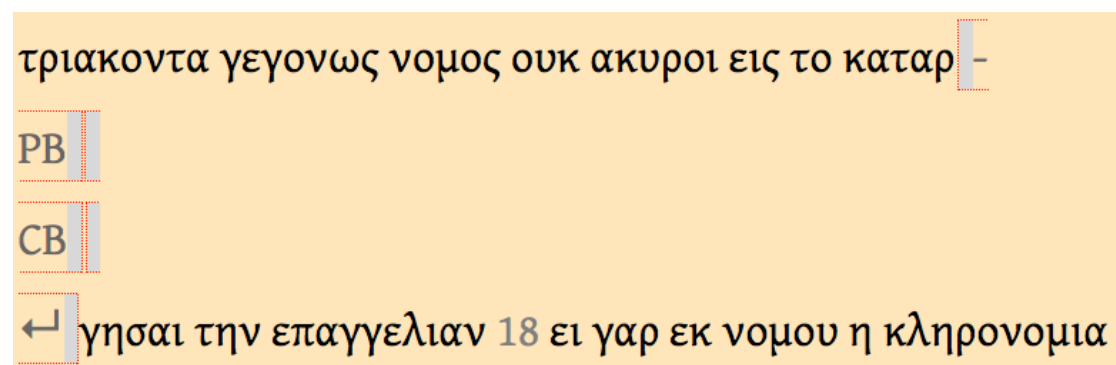 τριακοντα γεγονως νομος ουκ ακυροι εις το καταρ -
PB
CB
↵ γησαι την επαγγελιαν 18 ει γαρ εκ νομου η κληρονομια